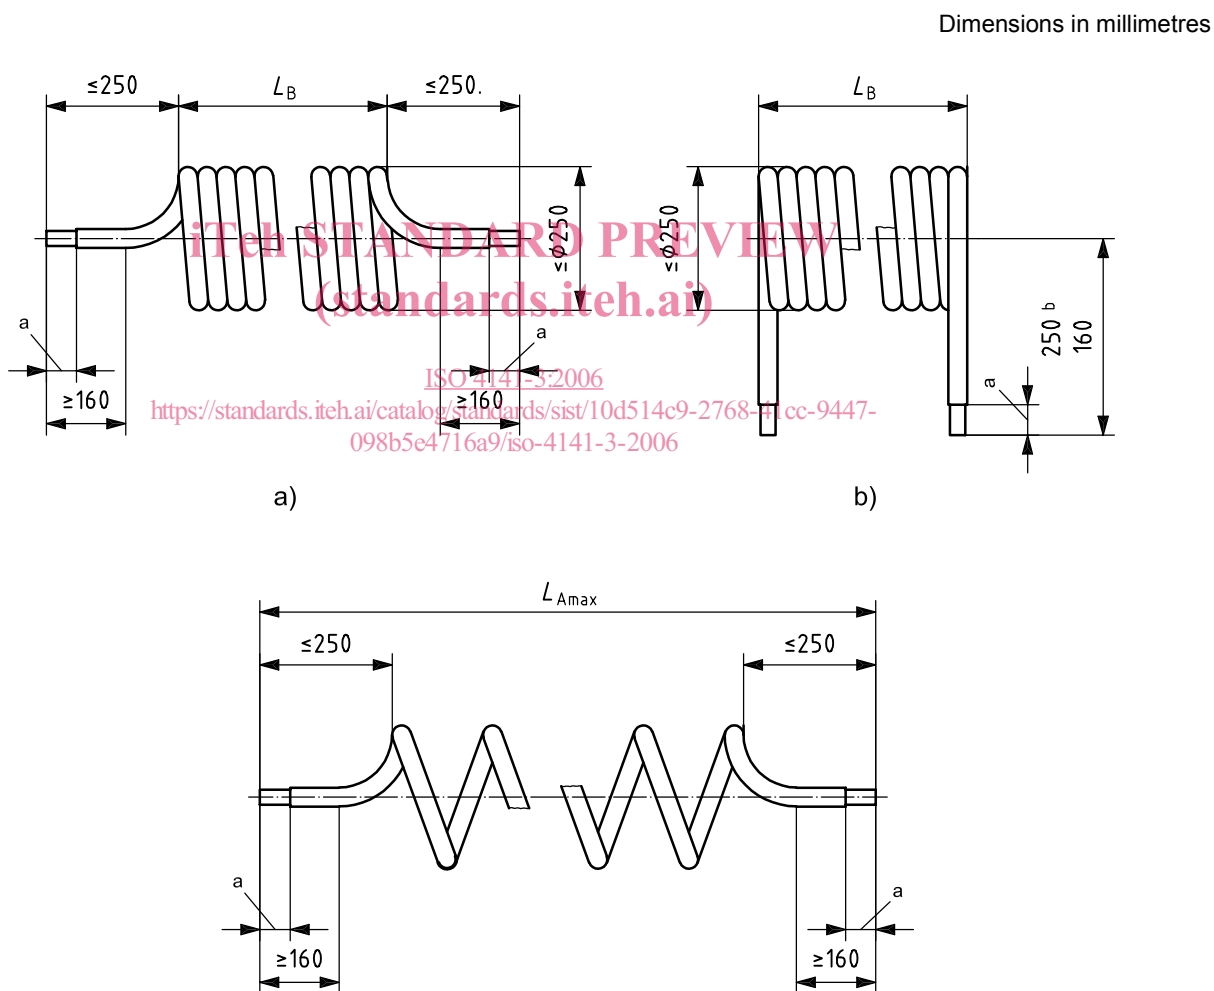 Dimensions in millimetres
≤250
L B
≤250.
L B
≤ϕ250
≤ϕ250
iTeh STANDARD PREVIEW
(standards.iteh.ai)
a
a
250 b
160
a
ISO 4141-3:2006
≥160
≥160
https://standards.iteh.ai/catalog/standards/sist/10d514c9-2768-41cc-9447-
098b5e4716a9/iso-4141-3-2006
a)
b)
L Amax
≤250
≤250
a
a
≥160
≥160